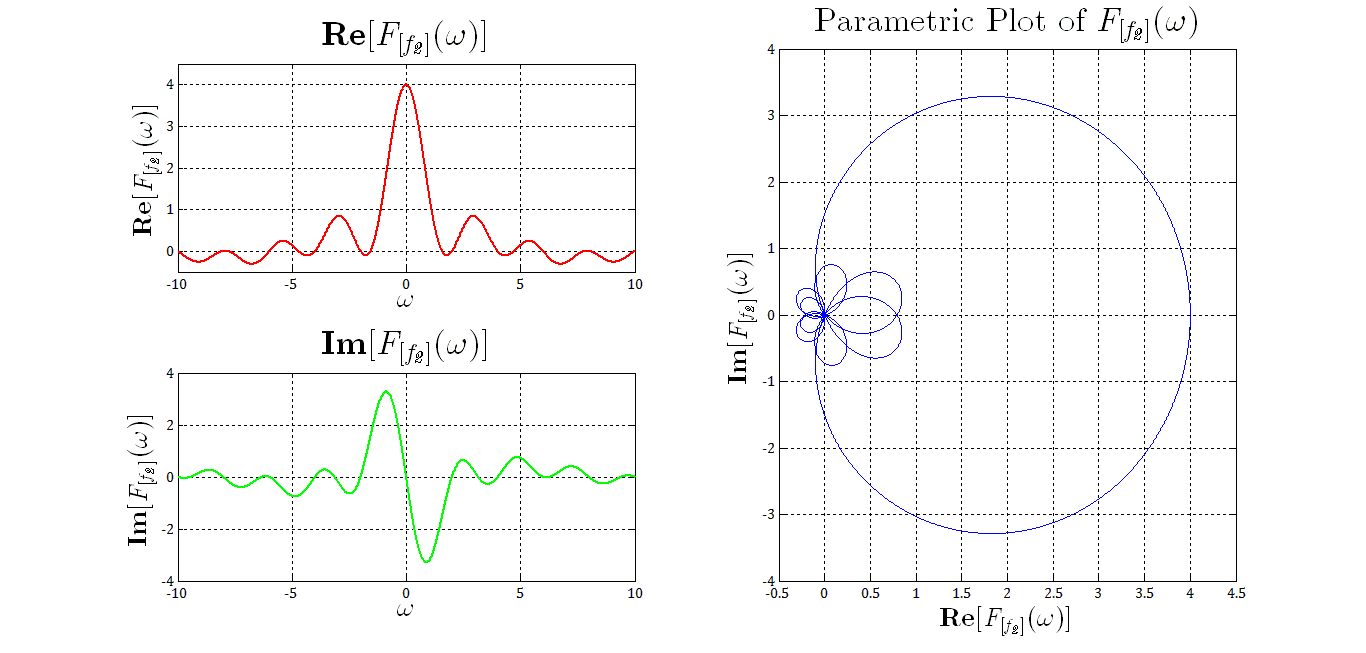 Re[F[f2](ω)]
Re[F[f2](ω)]
4
3
2
1
0
-10 -5 0 5 10
ω
Im[F[f2](ω)]
Im[F[f2](ω)]
4
2
0
-2
-4
-10 -5 0 5 10
ω
Parametric Plot of F[f2](ω)
Im[F[f2](ω)]
4
3
2
1
0
-1
-2
-3
-4
-0.5 0 0.5 1 1.5 2 2.5 3 3.5 4 4.5
Re[F[f2](ω)]